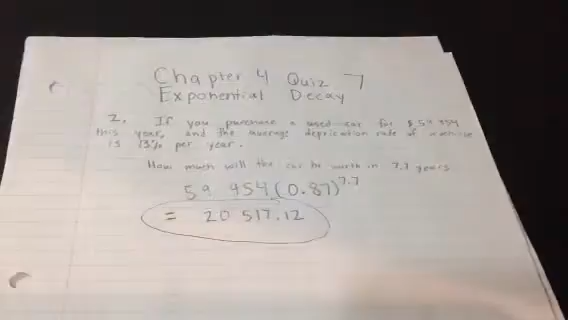 Chapter 4 Quiz 7
Exponential Decay
2. If you purchase a used car for $59 454
this year, and the average deprication rate of a vehicle
is 13% per year.
How much will the car be worth in 7.7 years
59 454(0.87)^7.7
= 20 517.12